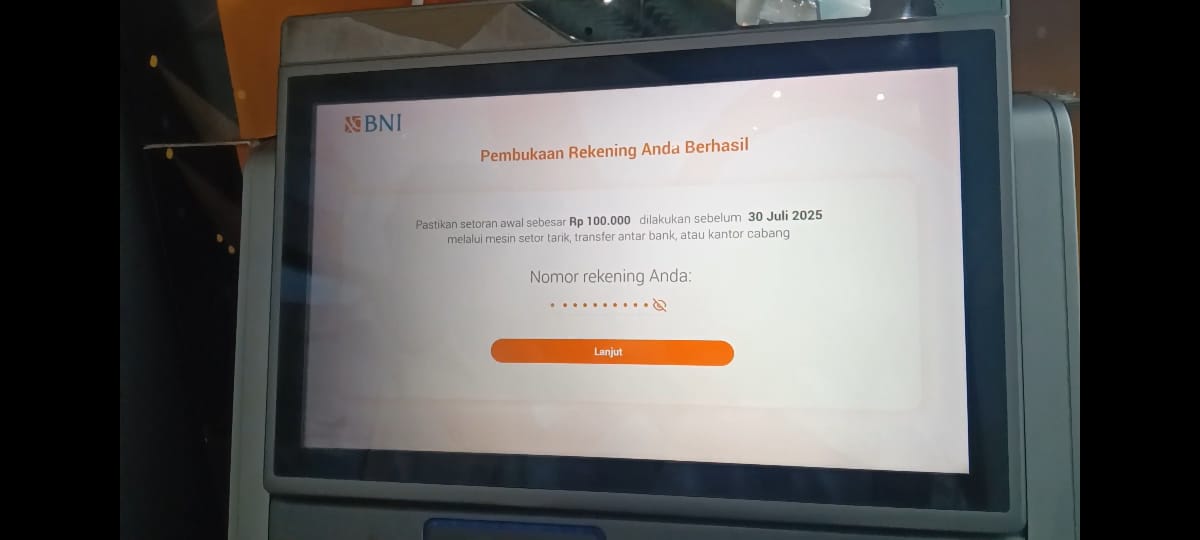 BNI
Pembukaan Rekening Anda Berhasil
Pastikan setoran awal sebesar Rp 100.000 dilakukan sebelum 30 Juli 2025
melalui mesin setor tarik, transfer antar bank, atau kantor cabang
Nomor rekening Anda:
Lanjut